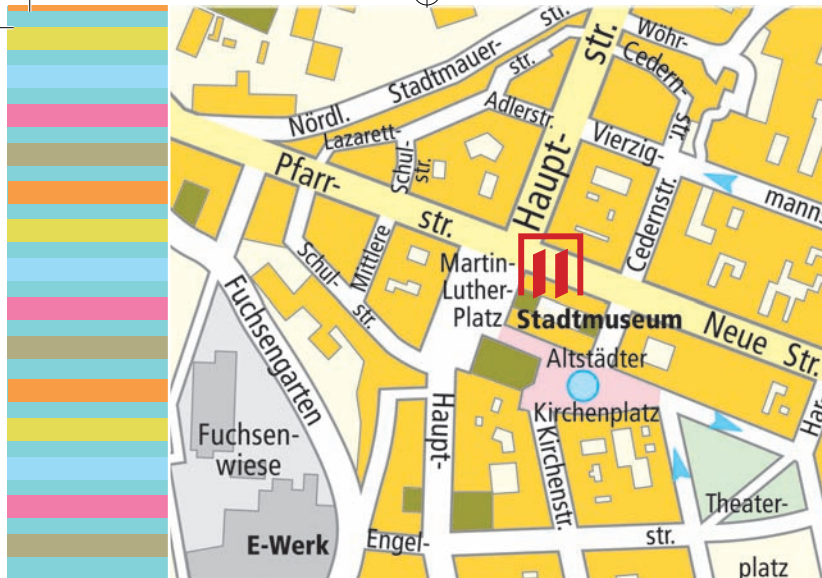 str.
Wöhr-
Stadtmauer-
str.
str.
Cedern-
str.
Nördl.
Adlerstr.
Lazarett-
Vierzig-
Schul-
str.
Haupt-
Pfarr-
manns
Cedernstr.
str.
Mittlere
Schul-
str.
Martin-
Luther-
Platz
Stadtmuseum
Neue Str.
Fuchsengarten
Altstädter
Kirchenplatz
Haupt-
Kirchenstr.
Har-
Fuchsen-
wiese
Theater-
E-Werk
Engel-
str.
platz